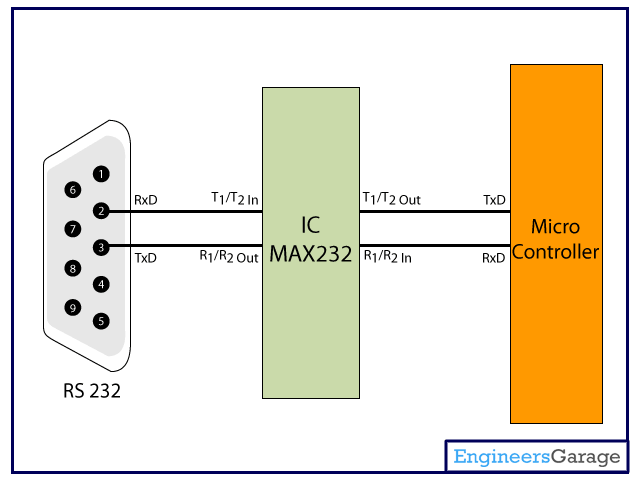 1
6
2
7
3
8
4
9
5
RS 232
RxD
TxD
T1/T2 In
R1/R2 Out
IC
MAX232
T1/T2 Out
R1/R2 In
TxD
RxD
Micro
Controller
EngineersGarage